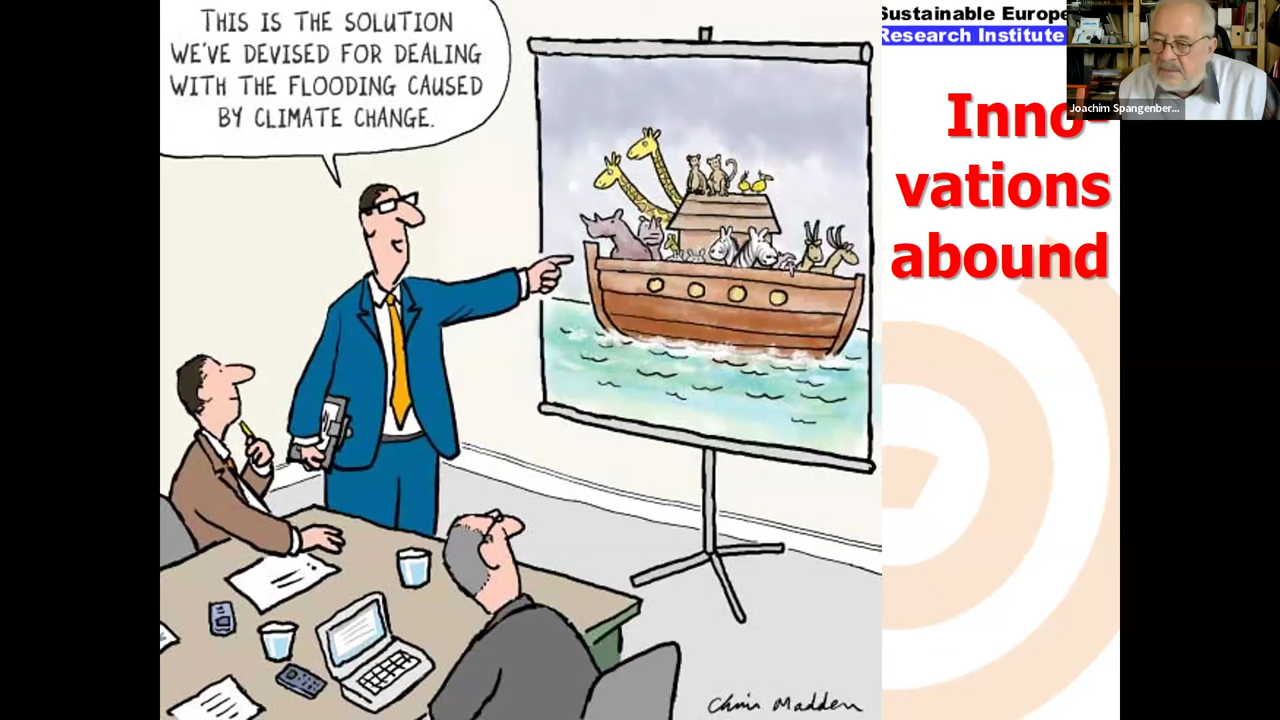 THIS IS THE SOLUTION
WE'VE DEVISED FOR DEALING
WITH THE FLOODING CAUSED
BY CLIMATE CHANGE.
Sustainable Europe
Research Institute
Joachim Spangenber...
Inno-
vations
abound
Chris Madden